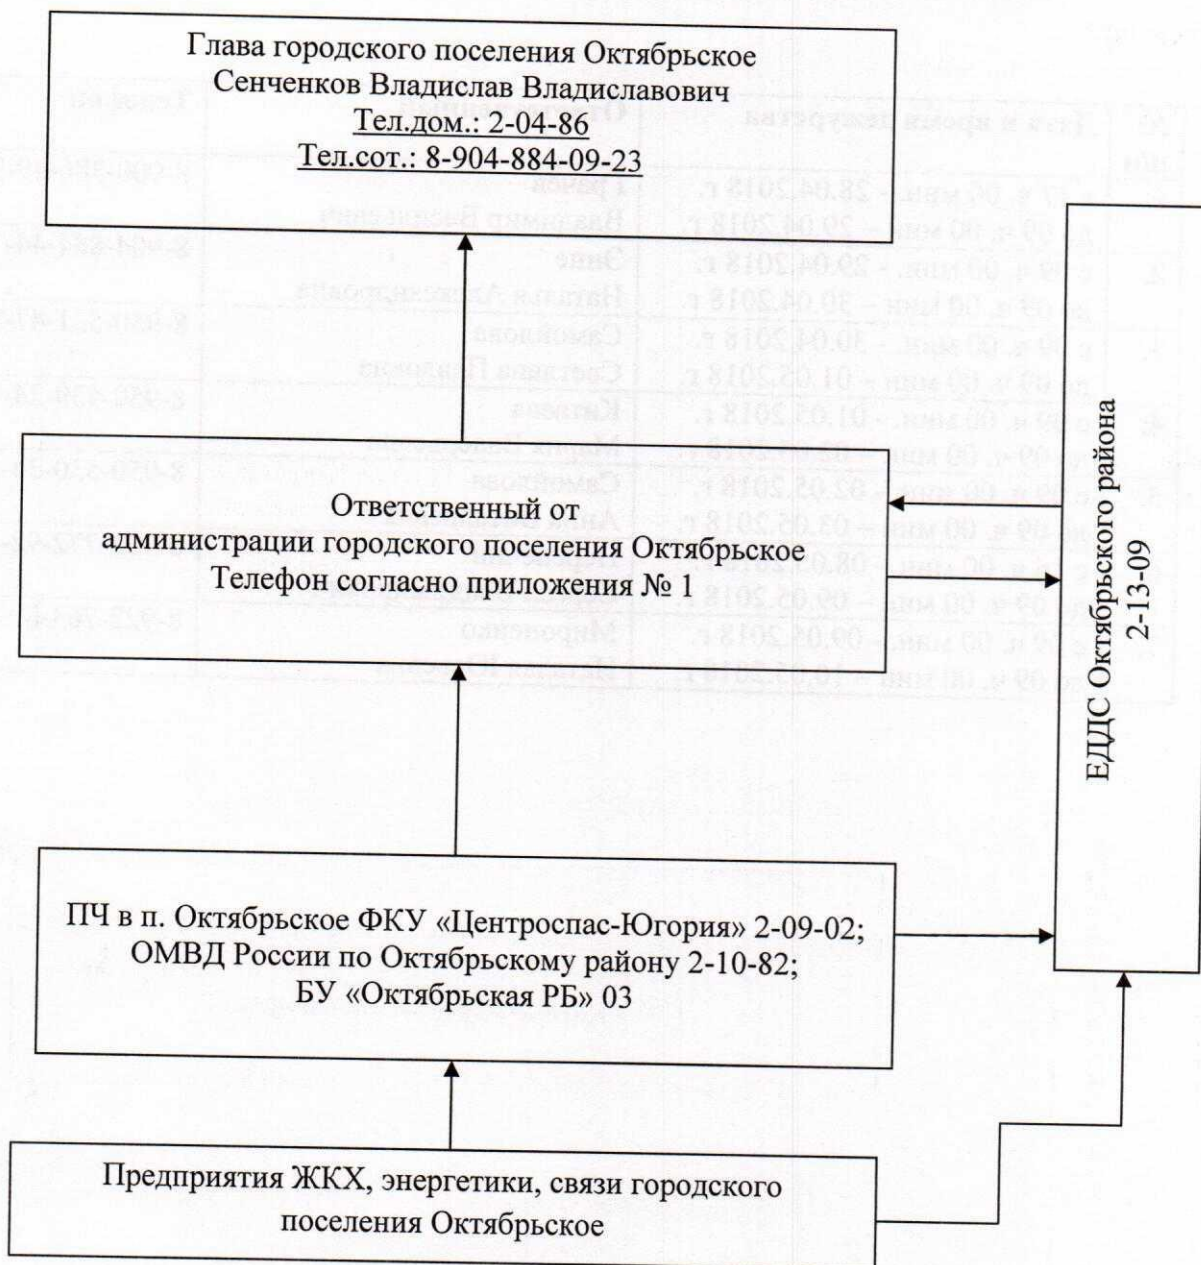 Глава городского поселения Октябрьское
Сенченков Владислав Владиславович
Тел.дом.: 2-04-86
Тел.сот.: 8-904-884-09-23
Ответственный от
администрации городского поселения Октябрьское
Телефон согласно приложения № 1
ЕДДС Октябрьского района
2-13-09
ПЧ в п. Октябрьское ФКУ «Центроспас-Югория» 2-09-02;
ОМВД России по Октябрьскому району 2-10-82;
БУ «Октябрьская РБ» 03
Предприятия ЖКХ, энергетики, связи городского
поселения Октябрьское